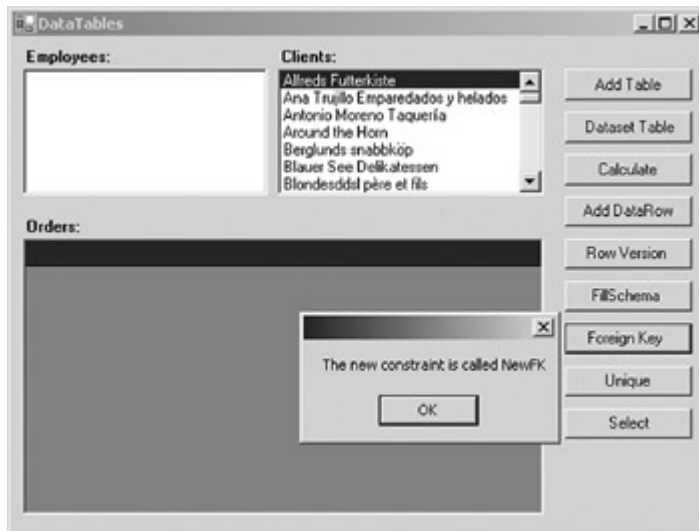 DataTables
Employees:
Clients:
Alfreds Futterkiste
Ana Trujillo Emparedados y helados
Antonio Moreno Taquería
Around the Horn
Berglunds snabbköp
Blauer See Delikatessen
Blondesddsl père et fils
Add Table
Dataset Table
Calculate
Add DataRow
Row Version
FillSchema
Foreign Key
Unique
Select
Orders:
The new constraint is called NewFK
OK